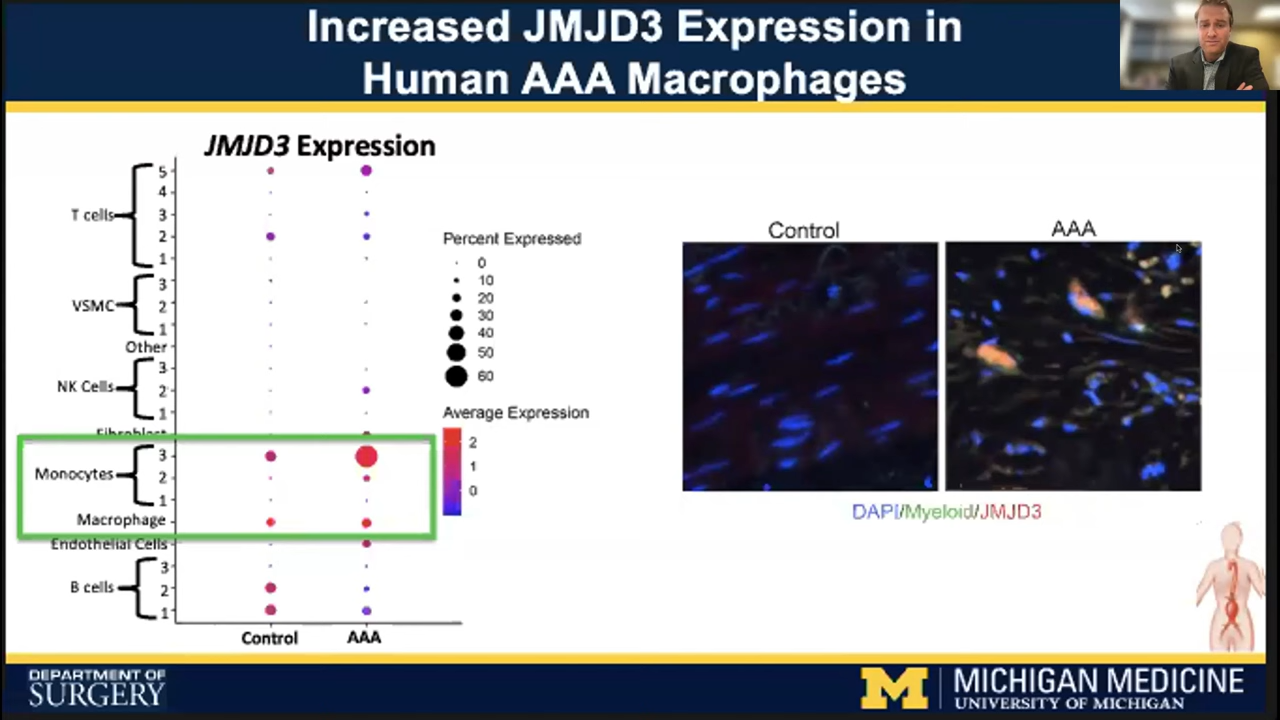 Increased JMJD3 Expression in
Human AAA Macrophages
JMJD3 Expression
T cells
5
4
3
2
1
VSMC
3
2
1
Other
NK Cells
3
2
1
Fibroblast
Monocytes
3
2
1
Macrophage
Endothelial Cells
B cells
3
2
1
Control AAA
Percent Expressed
0
10
20
30
40
50
60
Average Expression
2
1
0
Control AAA
DAPI/Myeloid/JMJD3
DEPARTMENT OF
SURGERY
M
MICHIGAN MEDICINE
UNIVERSITY OF MICHIGAN